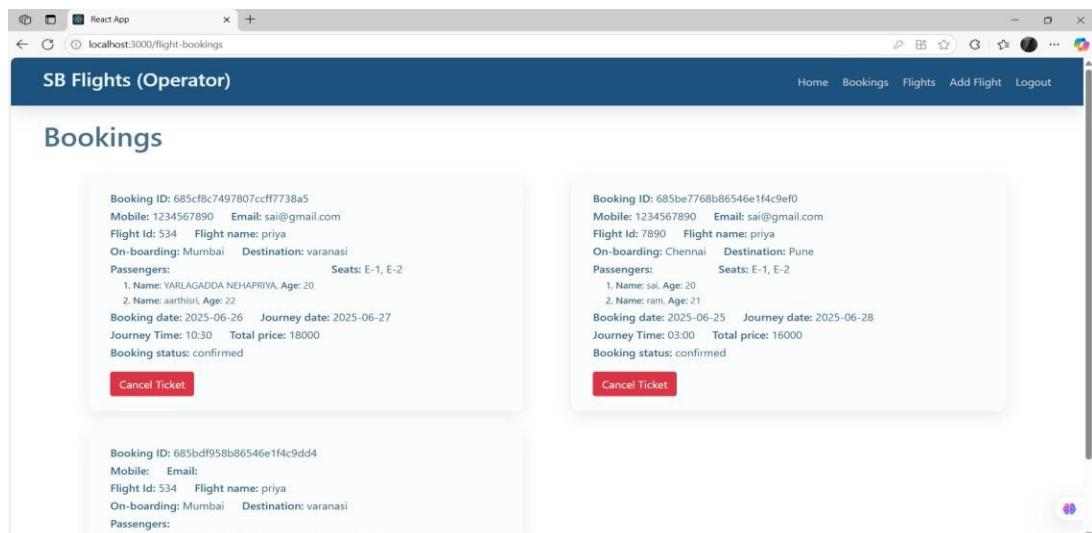 React App
localhost:3000/flight-bookings
SB Flights (Operator)
Home Bookings Flights Add Flight Logout
Bookings
Booking ID: 685cf8c7497807ccff7738a5
Mobile: 1234567890 Email: sai@gmail.com
Flight Id: 534 Flight name: priya
On-boarding: Mumbai Destination: varanasi
Passengers: Seats: E-1, E-2
1. Name: YARLAGADDA NEHAPRIYA, Age: 20
2. Name: aarthisri, Age: 22
Booking date: 2025-06-26 Journey date: 2025-06-27
Journey Time: 10:30 Total price: 18000
Booking status: confirmed
Cancel Ticket
Booking ID: 685be7768b86546e1f4c9ef0
Mobile: 1234567890 Email: sai@gmail.com
Flight Id: 7890 Flight name: priya
On-boarding: Chennai Destination: Pune
Passengers: Seats: E-1, E-2
1. Name: sai, Age: 20
2. Name: ram, Age: 21
Booking date: 2025-06-25 Journey date: 2025-06-28
Journey Time: 03:00 Total price: 16000
Booking status: confirmed
Cancel Ticket
Booking ID: 685bdf958b86546e1f4c9dd4
Mobile: Email:
Flight Id: 534 Flight name: priya
On-boarding: Mumbai Destination: varanasi
Passengers: